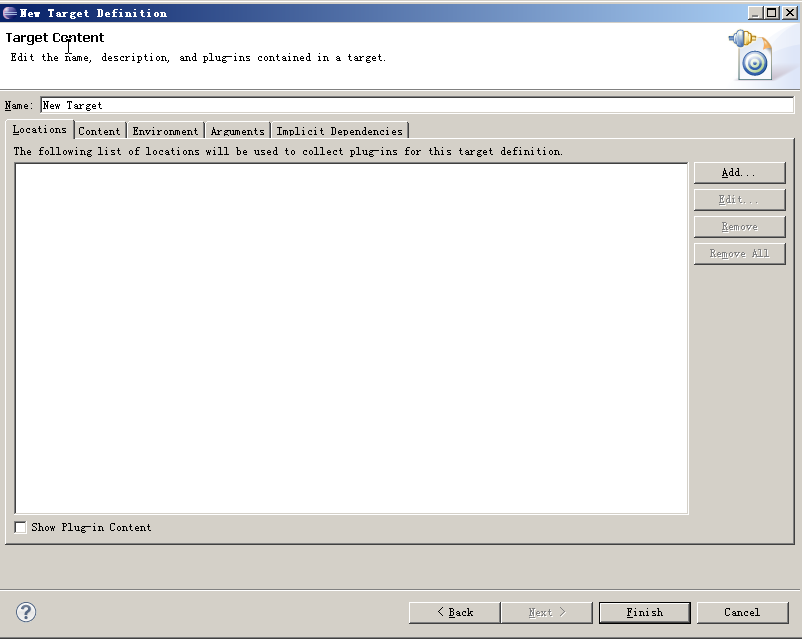 New Target Definition
Target Content
Edit the name, description, and plug-ins contained in a target.
Name: New Target
Locations Content Environment Arguments Implicit Dependencies
The following list of locations will be used to collect plug-ins for this target definition.
Add...
Edit...
Remove
Remove All
Show Plug-in Content
? < Back Next > Finish Cancel